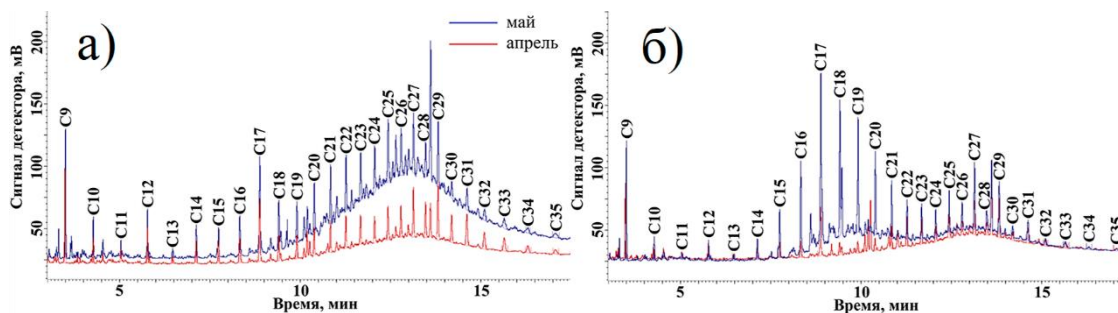 а)
май
апрель
Сигнал детектора, мВ
200
150
100
50
C9
C10
C11
C12
C13
C14
C15
C16
C17
C18
C19
C20
C21
C22
C23
C24
C25
C26
C27
C28
C29
C30
C31
C32
C33
C34
C35
5
10
15
Время, мин
б)
Сигнал детектора, мВ
200
150
100
50
C9
C10
C11
C12
C13
C14
C15
C16
C17
C18
C19
C20
C21
C22
C23
C24
C25
C26
C27
C28
C29
C30
C31
C32
C33
C34
C35
5
10
15
Время, мин